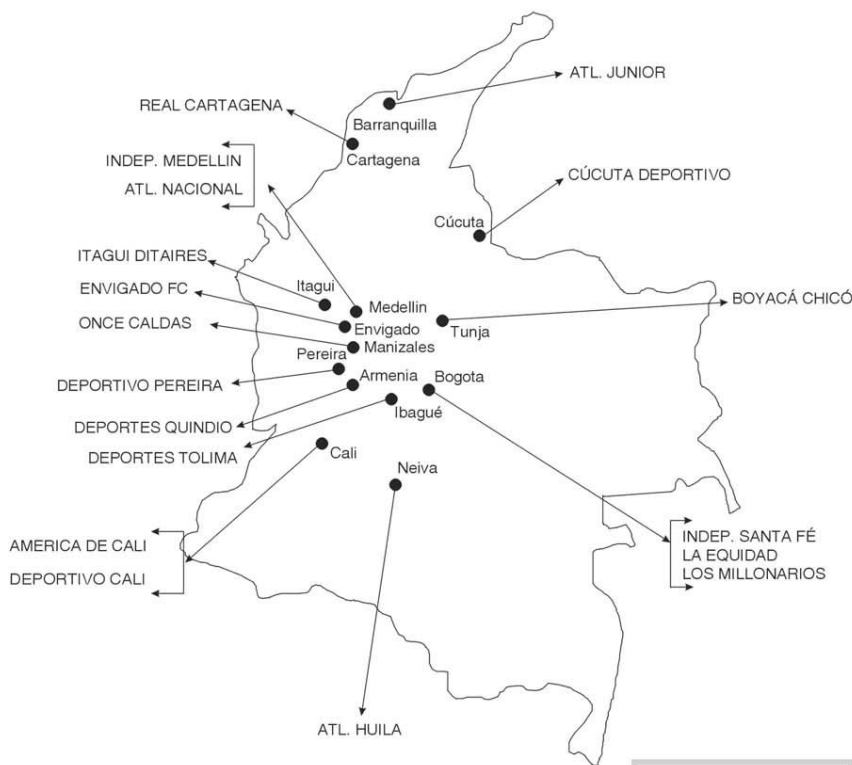 ATL. JUNIOR
REAL CARTAGENA
Barranquilla
Cartagena
INDEP. MEDELLIN
ATL. NACIONAL
CÚCUTA DEPORTIVO
Cúcuta
ITAGUI DITAIRES
Itagui
ENVIGADO FC
Medellin
BOYACÁ CHICÓ
ONCE CALDAS
Envigado
Tunja
Manizales
Pereira
DEPORTIVO PEREIRA
Armenia
Bogota
Ibagué
DEPORTES QUINDIO
DEPORTES TOLIMA
Cali
Neiva
AMERICA DE CALI
DEPORTIVO CALI
INDEP. SANTA FÉ
LA EQUIDAD
LOS MILLONARIOS
ATL. HUILA